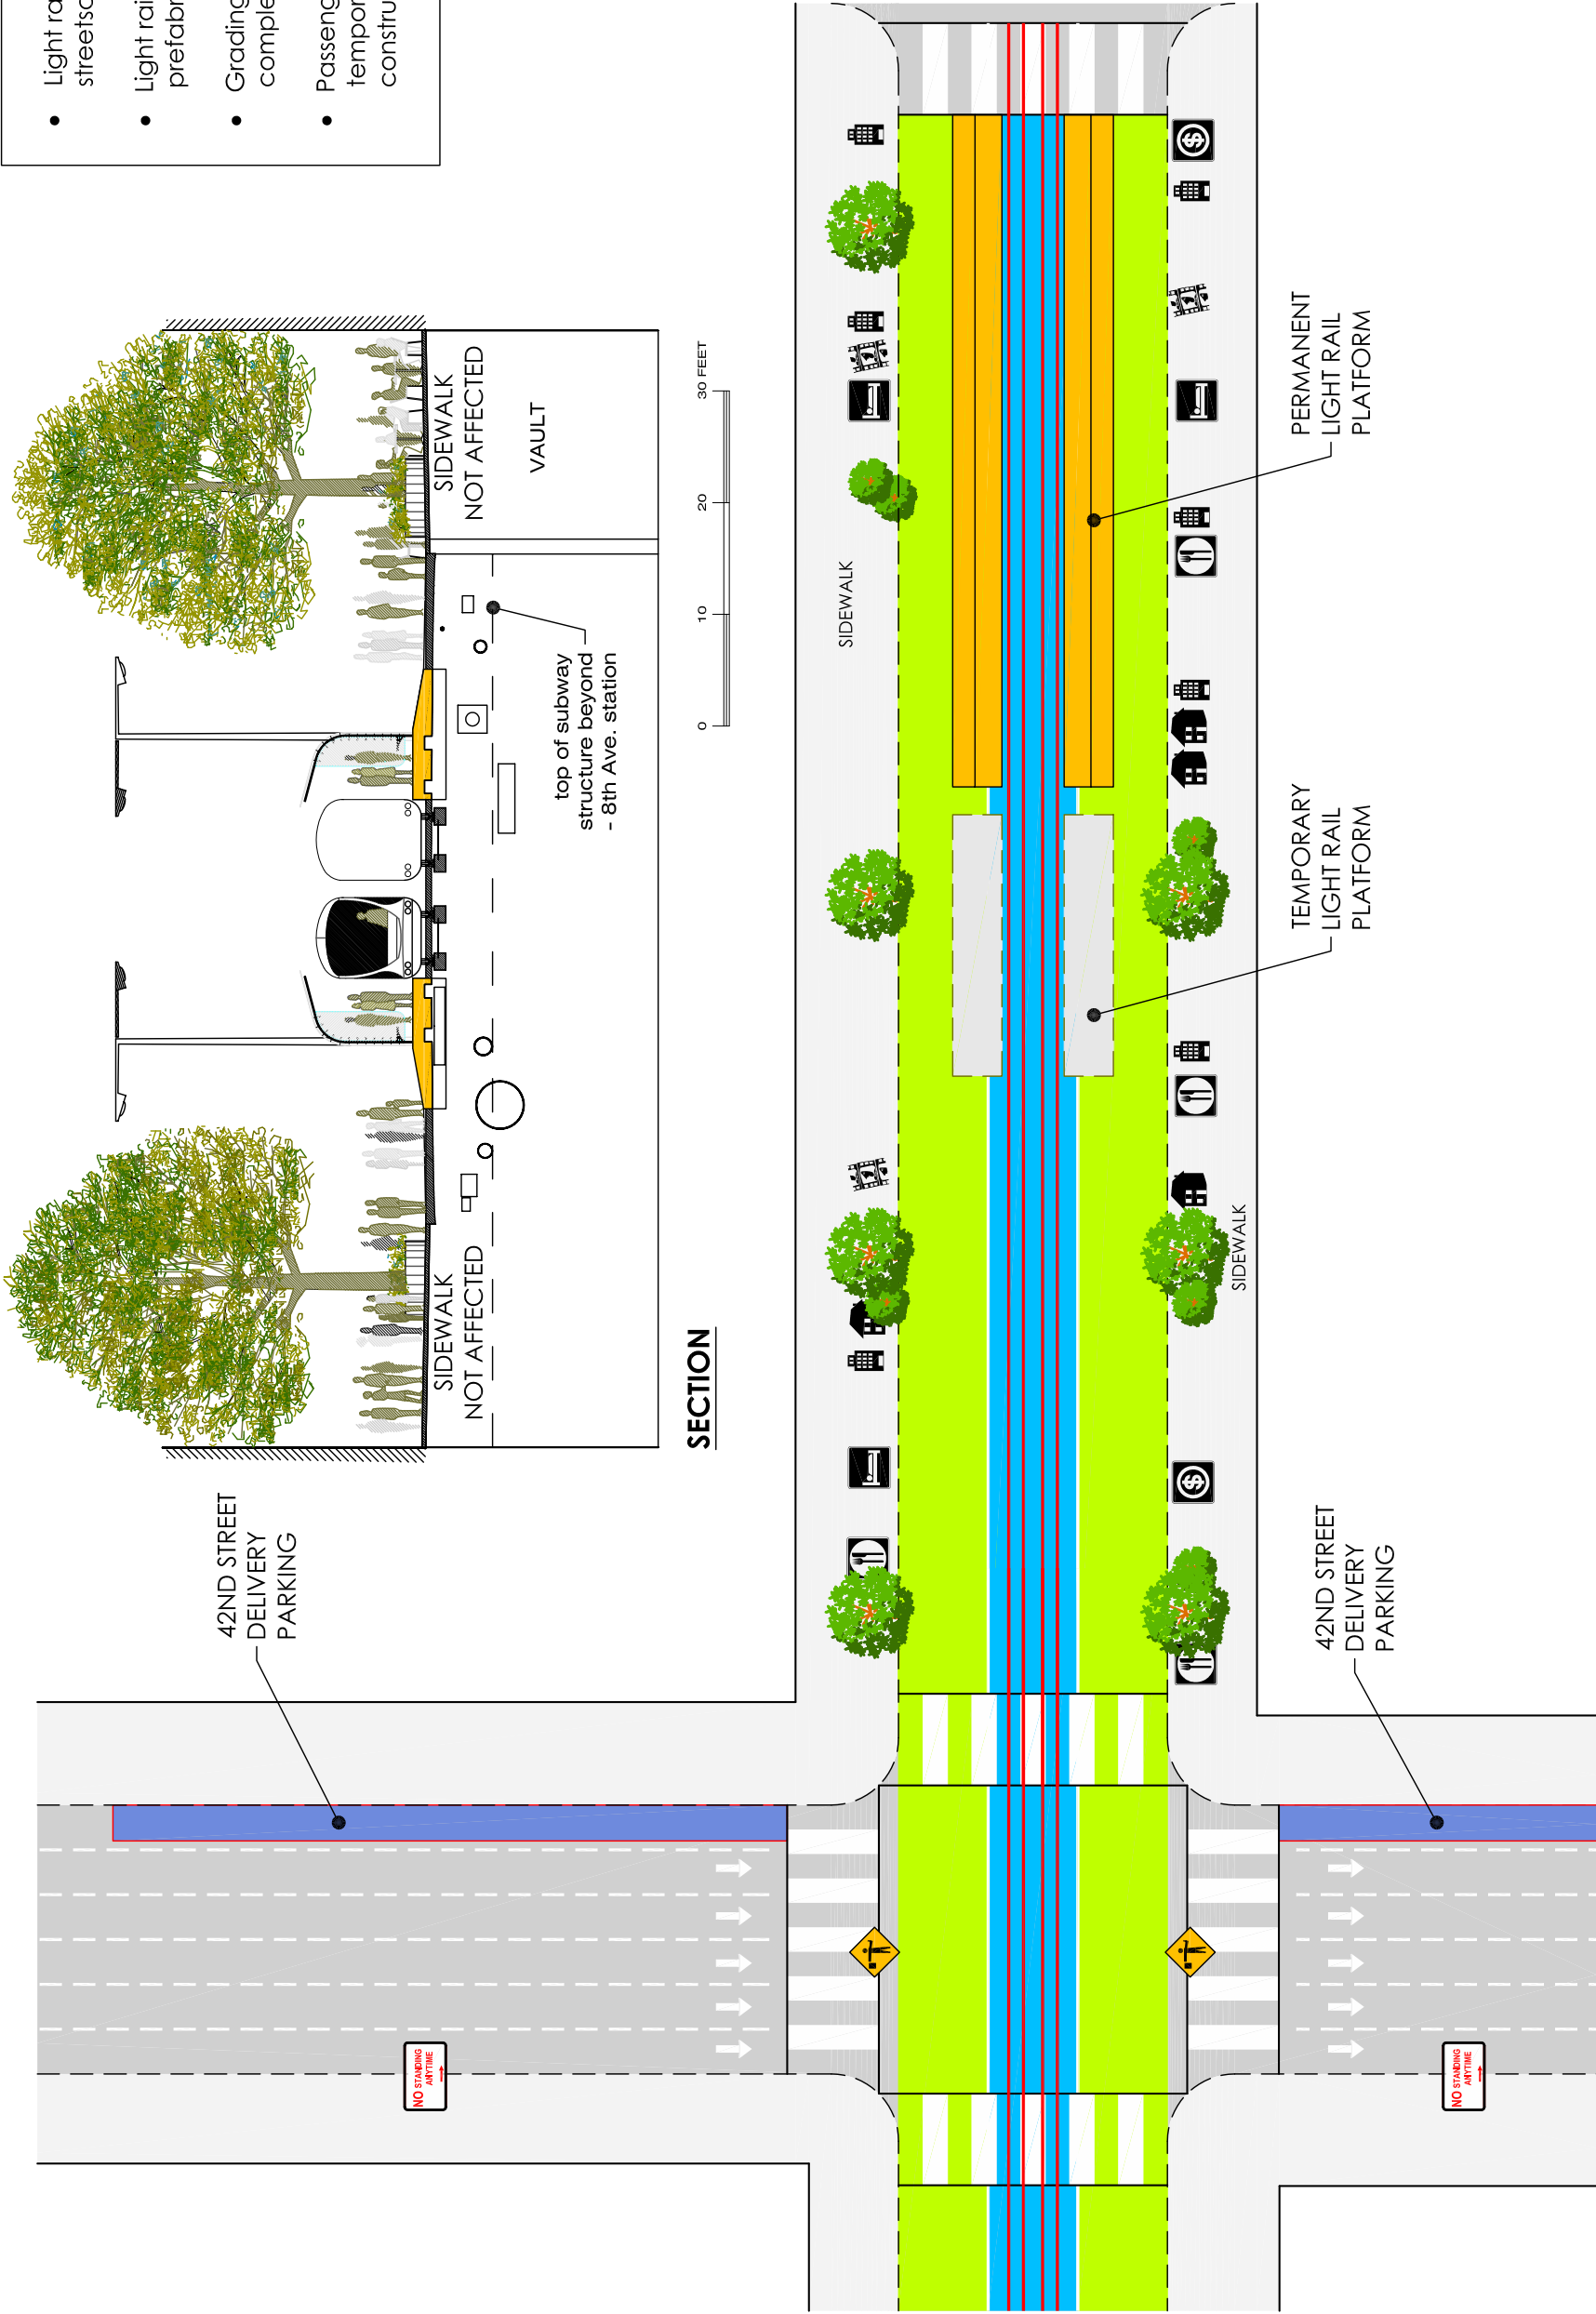 ● Light ra
streetsc
● Light rai
prefabr
● Grading
comple
● Passeng
tempor
constru
SIDEWALK
NOT AFFECTED
SIDEWALK
NOT AFFECTED
VAULT
top of subway
structure beyond
- 8th Ave. station
0 10 20 30 FEET
SECTION
42ND STREET
DELIVERY
PARKING
SIDEWALK
SIDEWALK
TEMPORARY
LIGHT RAIL
PLATFORM
PERMANENT
LIGHT RAIL
PLATFORM
42ND STREET
DELIVERY
PARKING
NO STANDING
ANYTIME
NO STANDING
ANYTIME
$
$